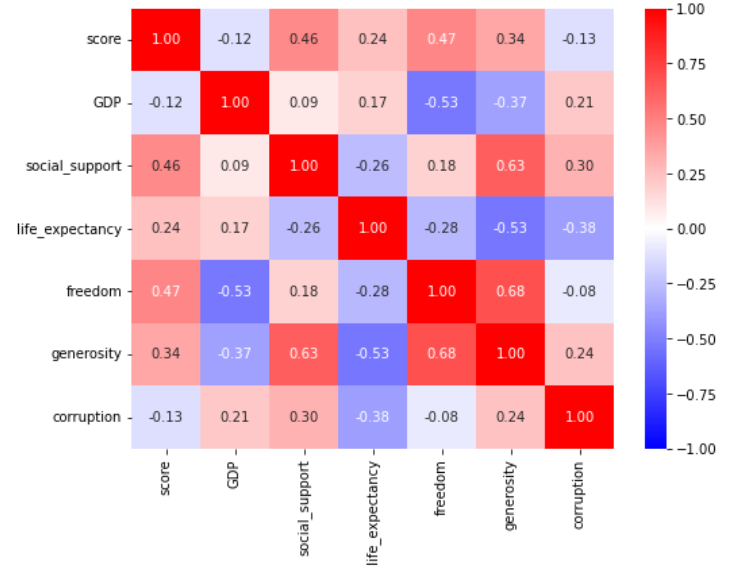 score 1.00 -0.12 0.46 0.24 0.47 0.34 -0.13
GDP -0.12 1.00 0.09 0.17 -0.53 -0.37 0.21
social_support 0.46 0.09 1.00 -0.26 0.18 0.63 0.30
life_expectancy 0.24 0.17 -0.26 1.00 -0.28 -0.53 -0.38
freedom 0.47 -0.53 0.18 -0.28 1.00 0.68 -0.08
generosity 0.34 -0.37 0.63 -0.53 0.68 1.00 0.24
corruption -0.13 0.21 0.30 -0.38 -0.08 0.24 1.00
score
GDP
social_support
life_expectancy
freedom
generosity
corruption
1.00
0.75
0.50
0.25
0.00
−0.25
−0.50
−0.75
−1.00